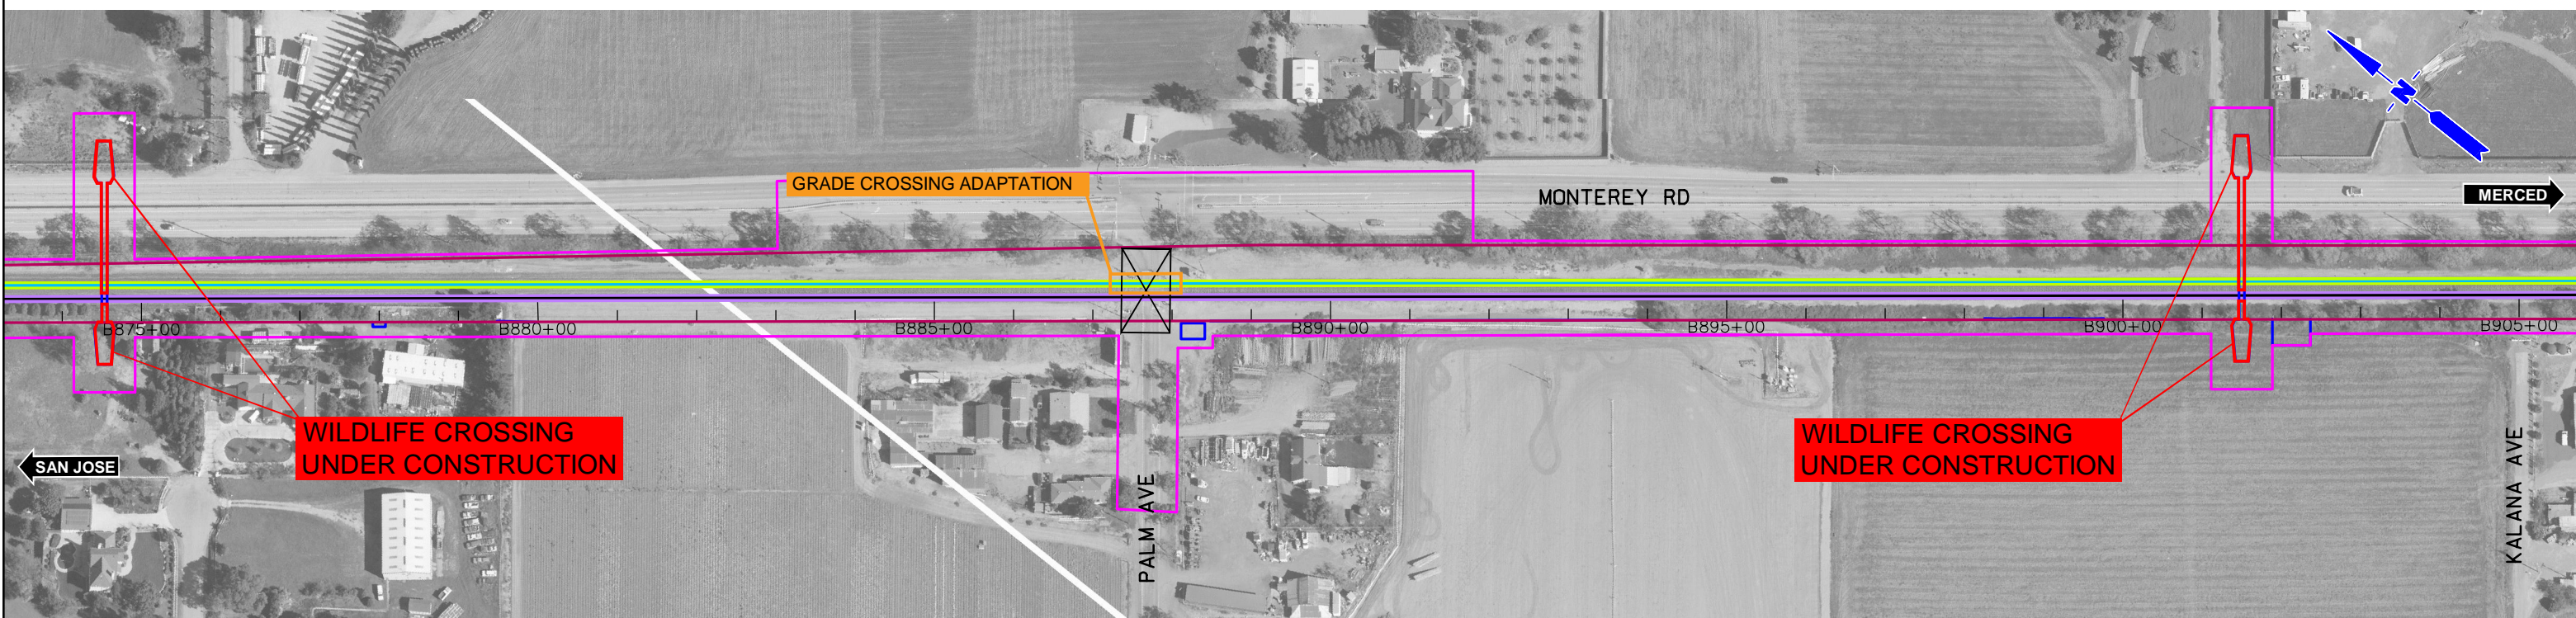 GRADE CROSSING ADAPTATION
MONTEREY RD
MERCED
N
B875+00
B880+00
B885+00
B890+00
B895+00
B900+00
B905+00
WILDLIFE CROSSING
UNDER CONSTRUCTION
SAN JOSE
PALM AVE
WILDLIFE CROSSING
UNDER CONSTRUCTION
KALANA AVE